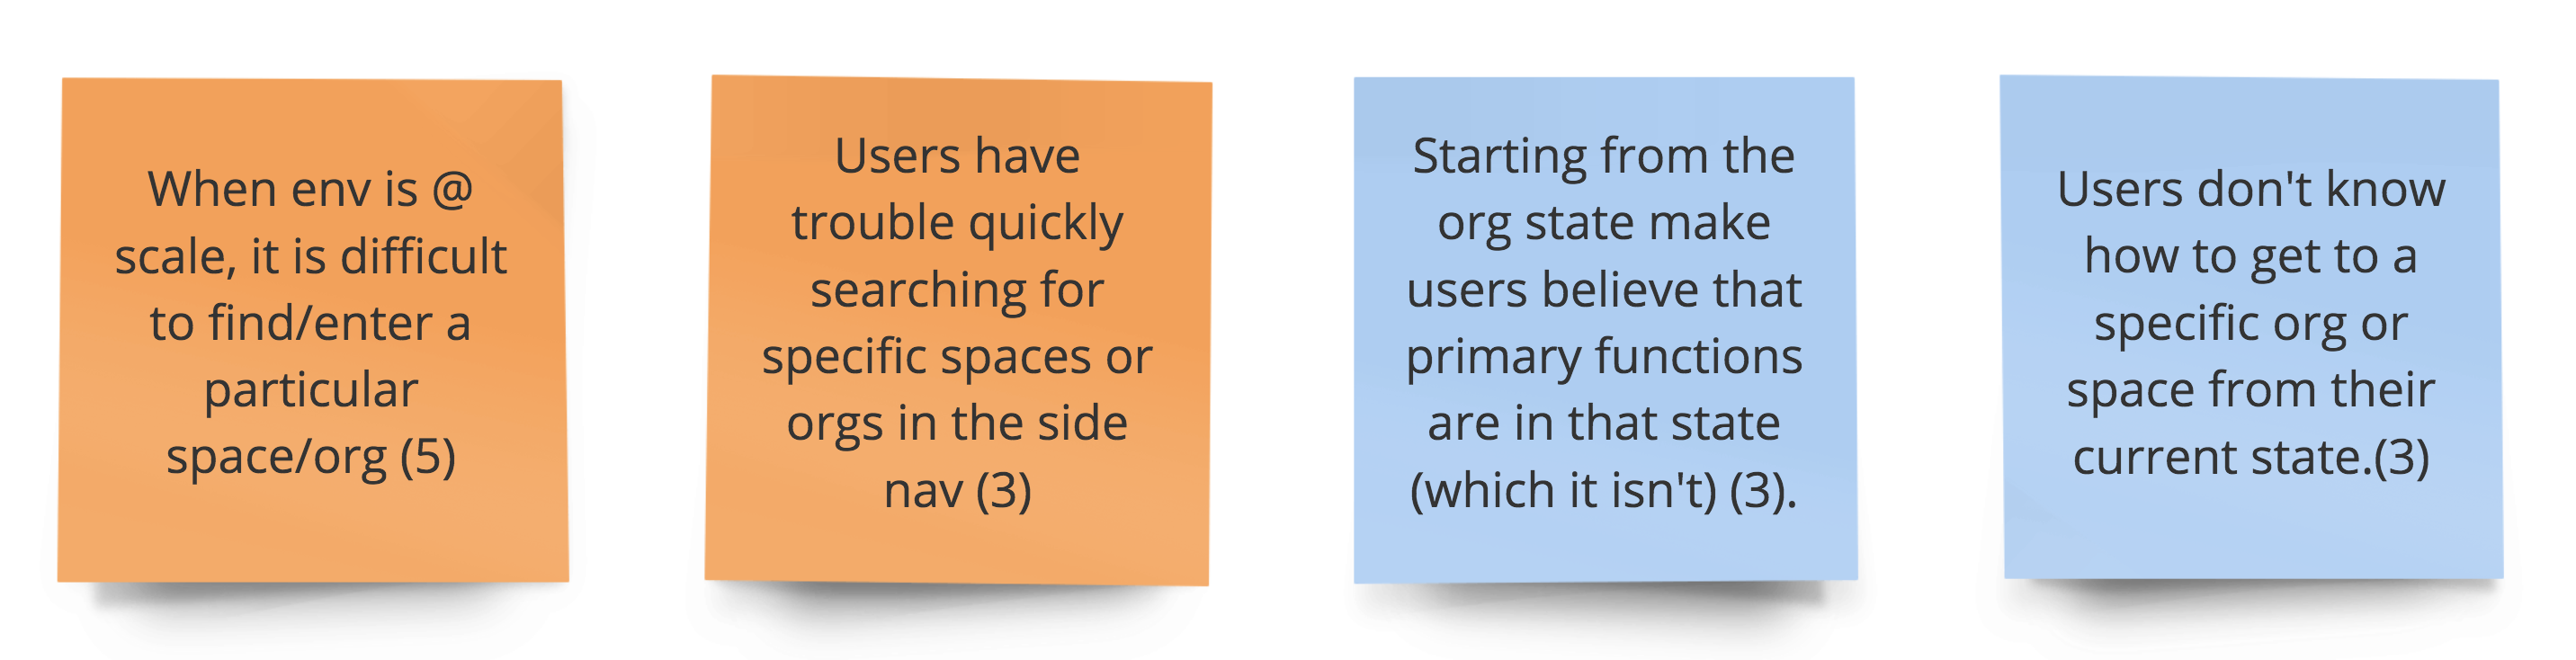 When env is @
scale, it is difficult
to find/enter a
particular
space/org (5)
Users have
trouble quickly
searching for
specific spaces or
orgs in the side
nav (3)
Starting from the
org state make
users believe that
primary functions
are in that state
(which it isn't) (3).
Users don't know
how to get to a
specific org or
space from their
current state.(3)